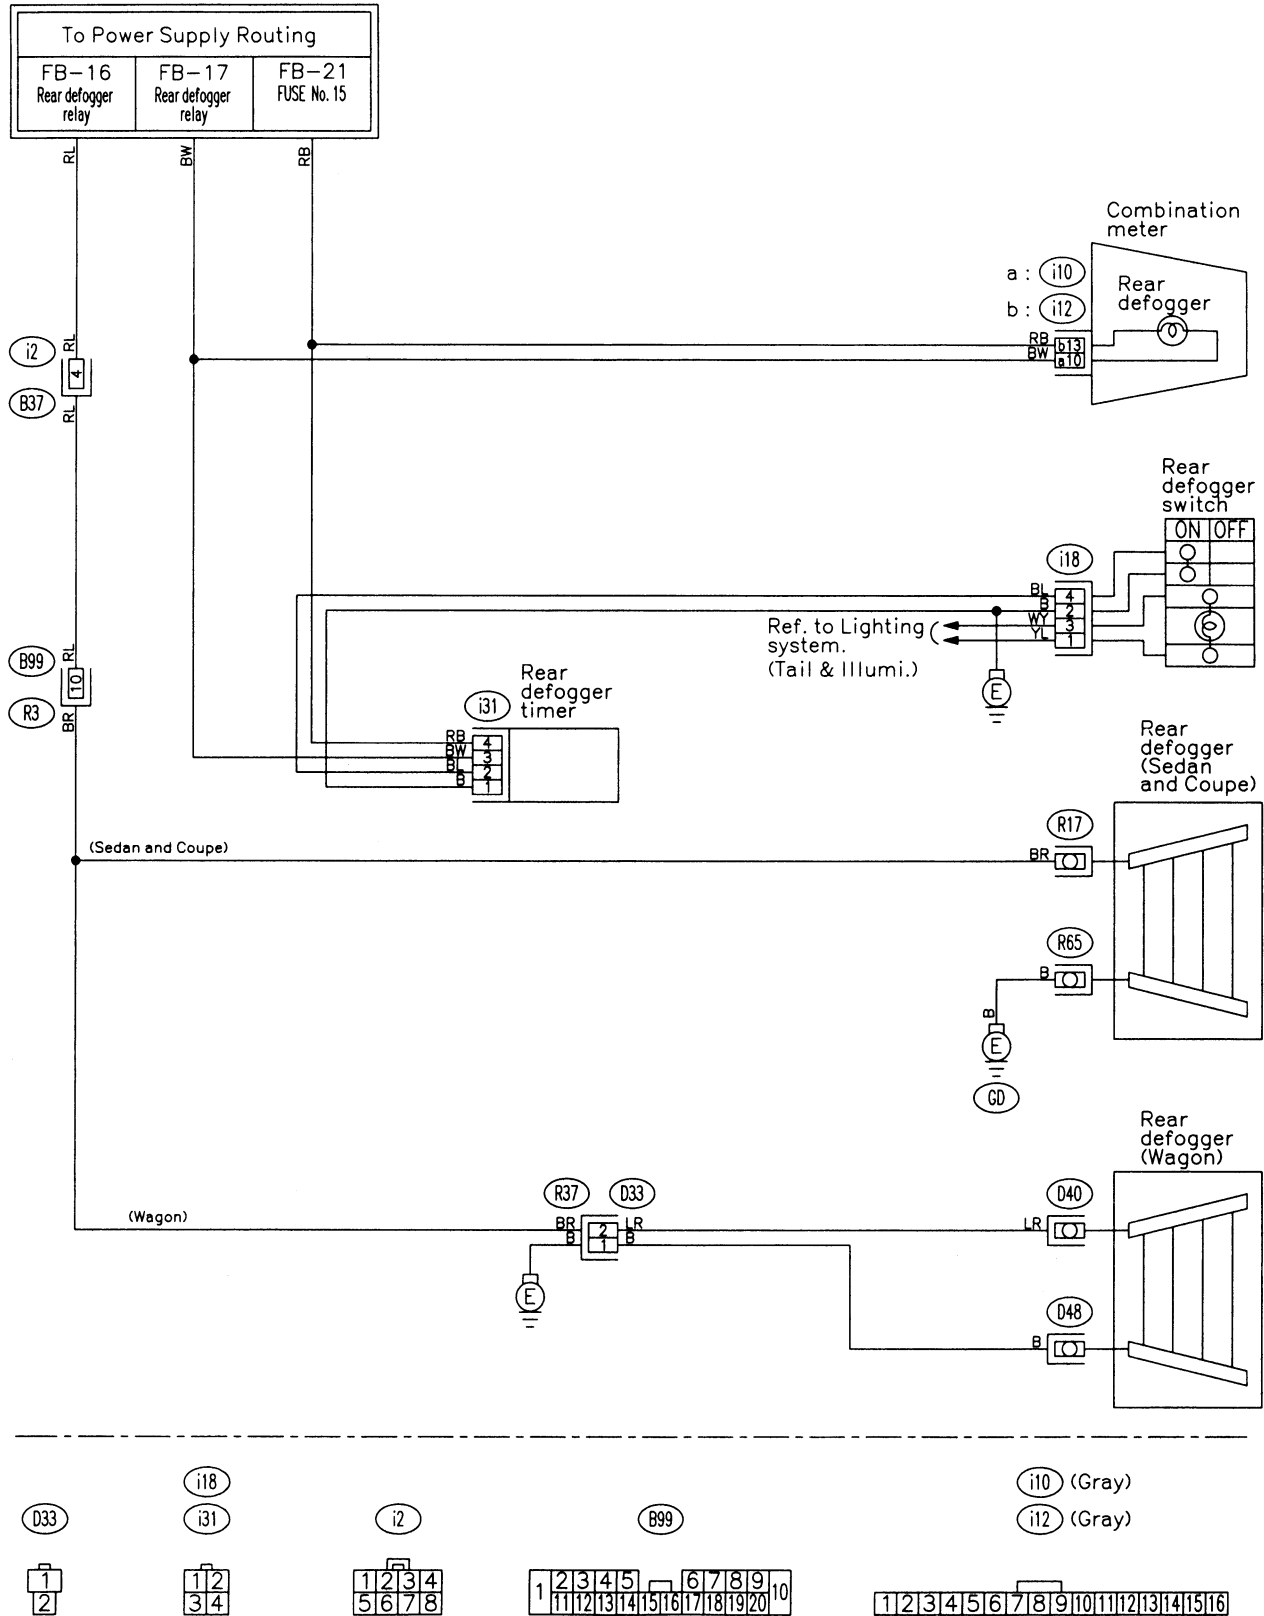 To Power Supply Routing
FB-16
Rear defogger
relay
FB-17
Rear defogger
relay
FB-21
FUSE No. 15
RL
BW
RB
Combination
meter
a : i10
b : i12
Rear
defogger
RB
BW
b13
a10
RL
i2
4
B37
RL
Rear
defogger
switch
ON OFF
i18
BL
B
WY
YL
4
2
3
1
Ref. to Lighting
system.
(Tail & Illumi.)
E
RL
B99
10
R3
BR
Rear
defogger
timer
i31
RB
BW
BL
B
4
3
2
1
Rear
defogger
(Sedan
and Coupe)
(Sedan and Coupe)
R17
BR
R65
B
B
E
GD
Rear
defogger
(Wagon)
(Wagon)
R37
D33
BR
B
2
1
LR
B
E
D40
LR
D48
B
i18
i10 (Gray)
D33
i31
i2
B99
i12 (Gray)
1
2
1 2
3 4
1 2 3 4
5 6 7 8
1 2 3 4 5 6 7 8 9 10
11 12 13 14 15 16 17 18 19 20
1 2 3 4 5 6 7 8 9 10 11 12 13 14 15 16